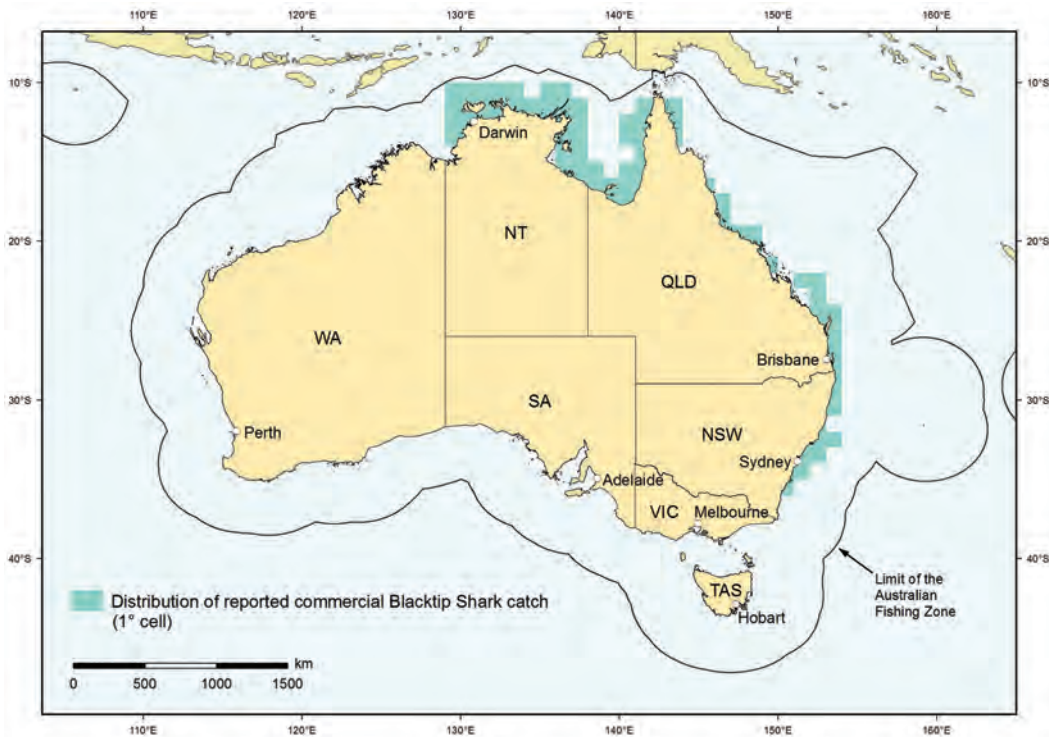 110°E 120°E 130°E 140°E 150°E 160°E
10°S 10°S
Darwin
NT
20°S 20°S
QLD
WA
Brisbane
30°S 30°S
SA
Perth
NSW
Sydney
Adelaide
VIC Melbourne
40°S 40°S
Limit of the
Australian
Fishing Zone
TAS
Hobart
Distribution of reported commercial Blacktip Shark catch
(1° cell)
km
0 500 1000 1500
110°E 120°E 130°E 140°E 150°E 160°E